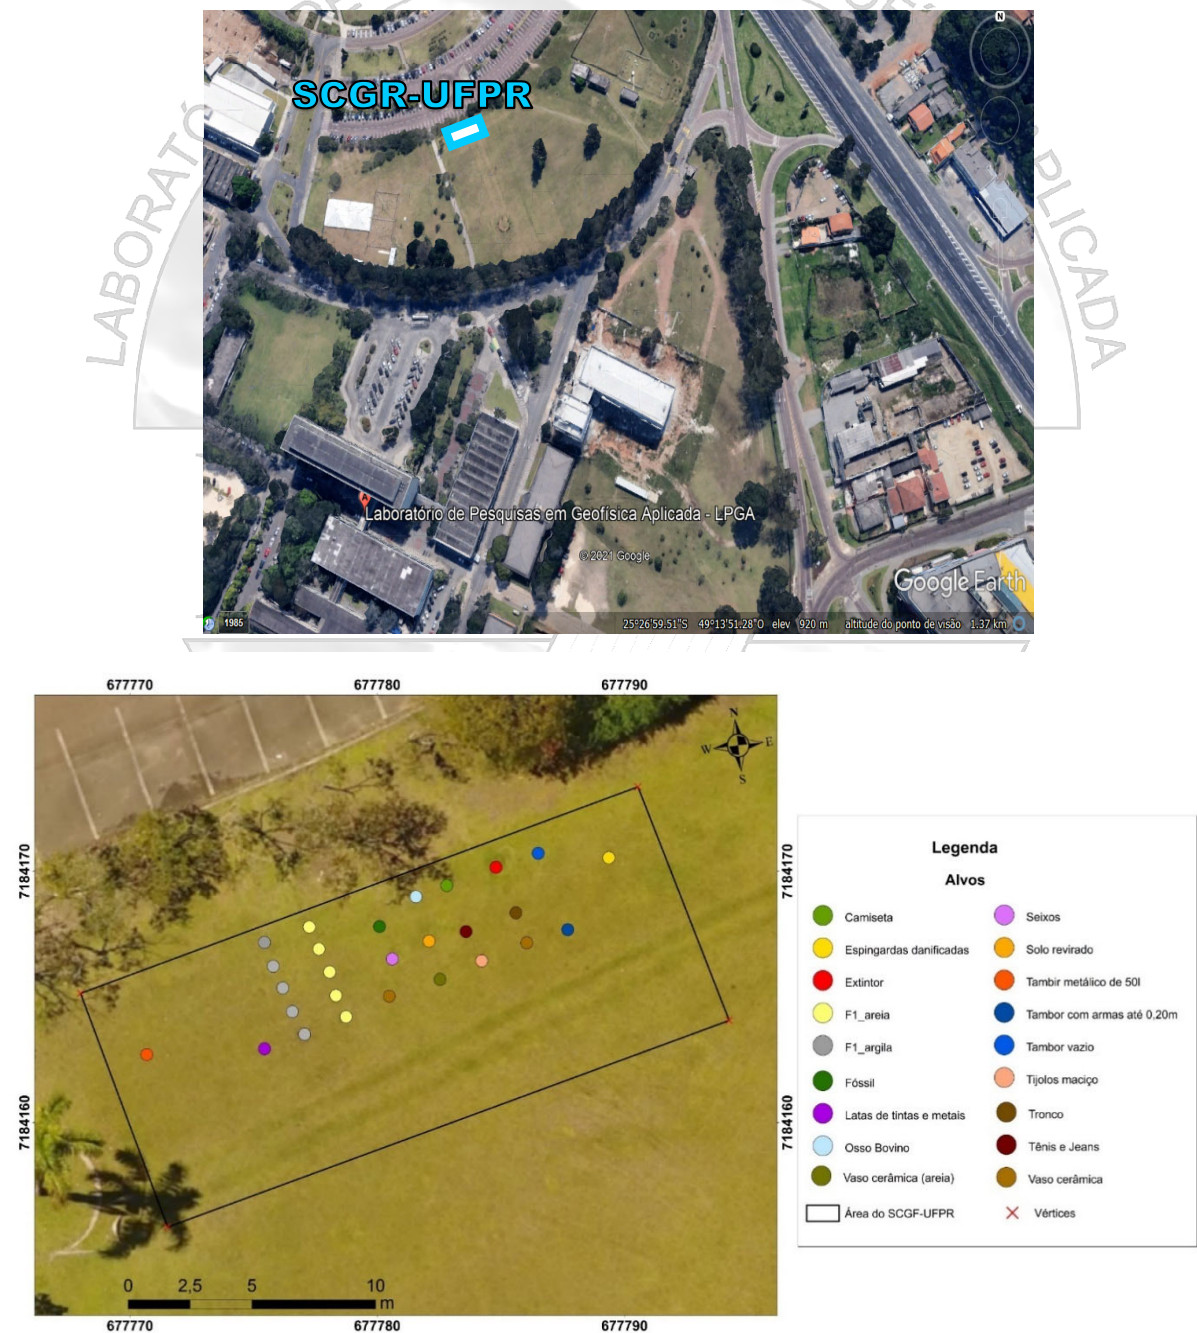 LABORATÓ
DE
PLICADA
N
SCGR-UFPR
A
Laboratório de Pesquisas em Geofísica Aplicada - LPGA
© 2021 Google
Google Earth
1985
25°26'59.51"S 49°13'51.28"O elev 920 m altitude do ponto de visão 1.37 km
677770 677780 677790
N
W E
S
7184170 7184170
7184160 7184160
0 2,5 5 10
m
677770 677780 677790
Legenda
Alvos
Camiseta
Espingardas danificadas
Extintor
F1_areia
F1_argila
Fóssil
Latas de tintas e metais
Osso Bovino
Vaso cerâmica (areia)
Área do SCGF-UFPR
Seixos
Solo revirado
Tambir metálico de 50l
Tambor com armas até 0,20m
Tambor vazio
Tijolos maciço
Tronco
Tênis e Jeans
Vaso cerâmica
Vértices